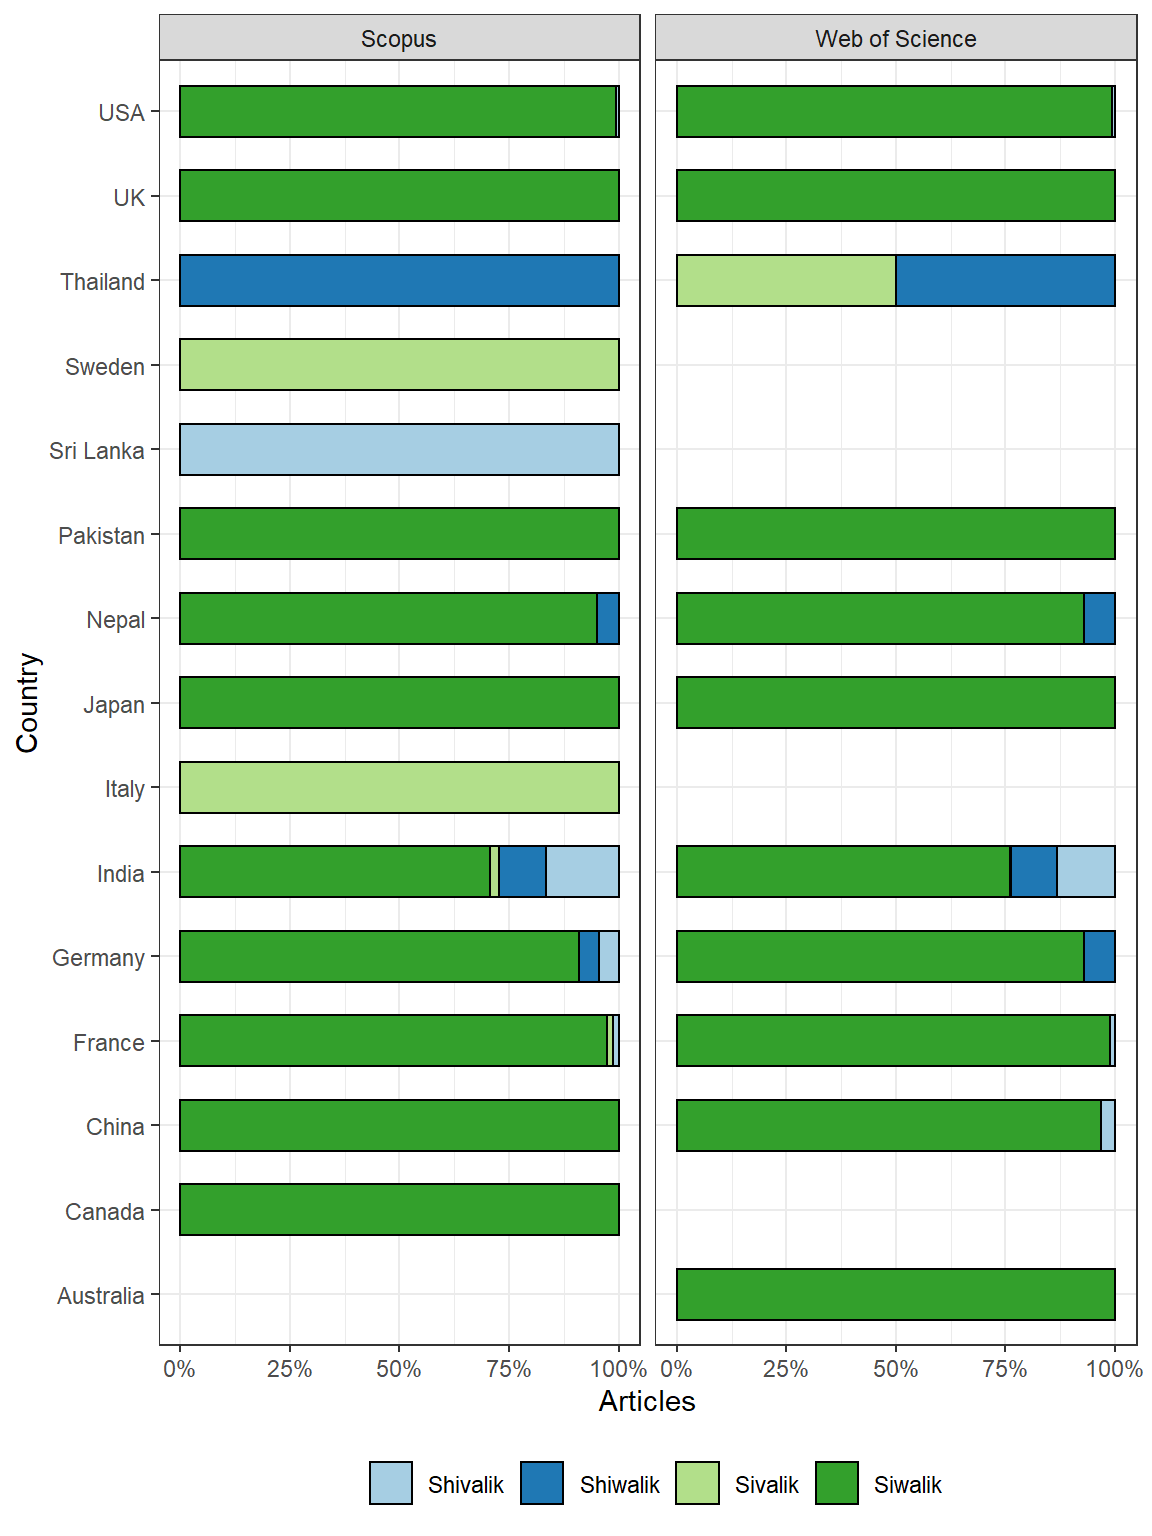 Scopus
Web of Science
USA
UK
Thailand
Sweden
Sri Lanka
Pakistan
Nepal
Japan
Italy
India
Germany
France
China
Canada
Australia
Country
0% 25% 50% 75% 100% 0% 25% 50% 75% 100%
Articles
Shivalik Shiwalik Sivalik Siwalik